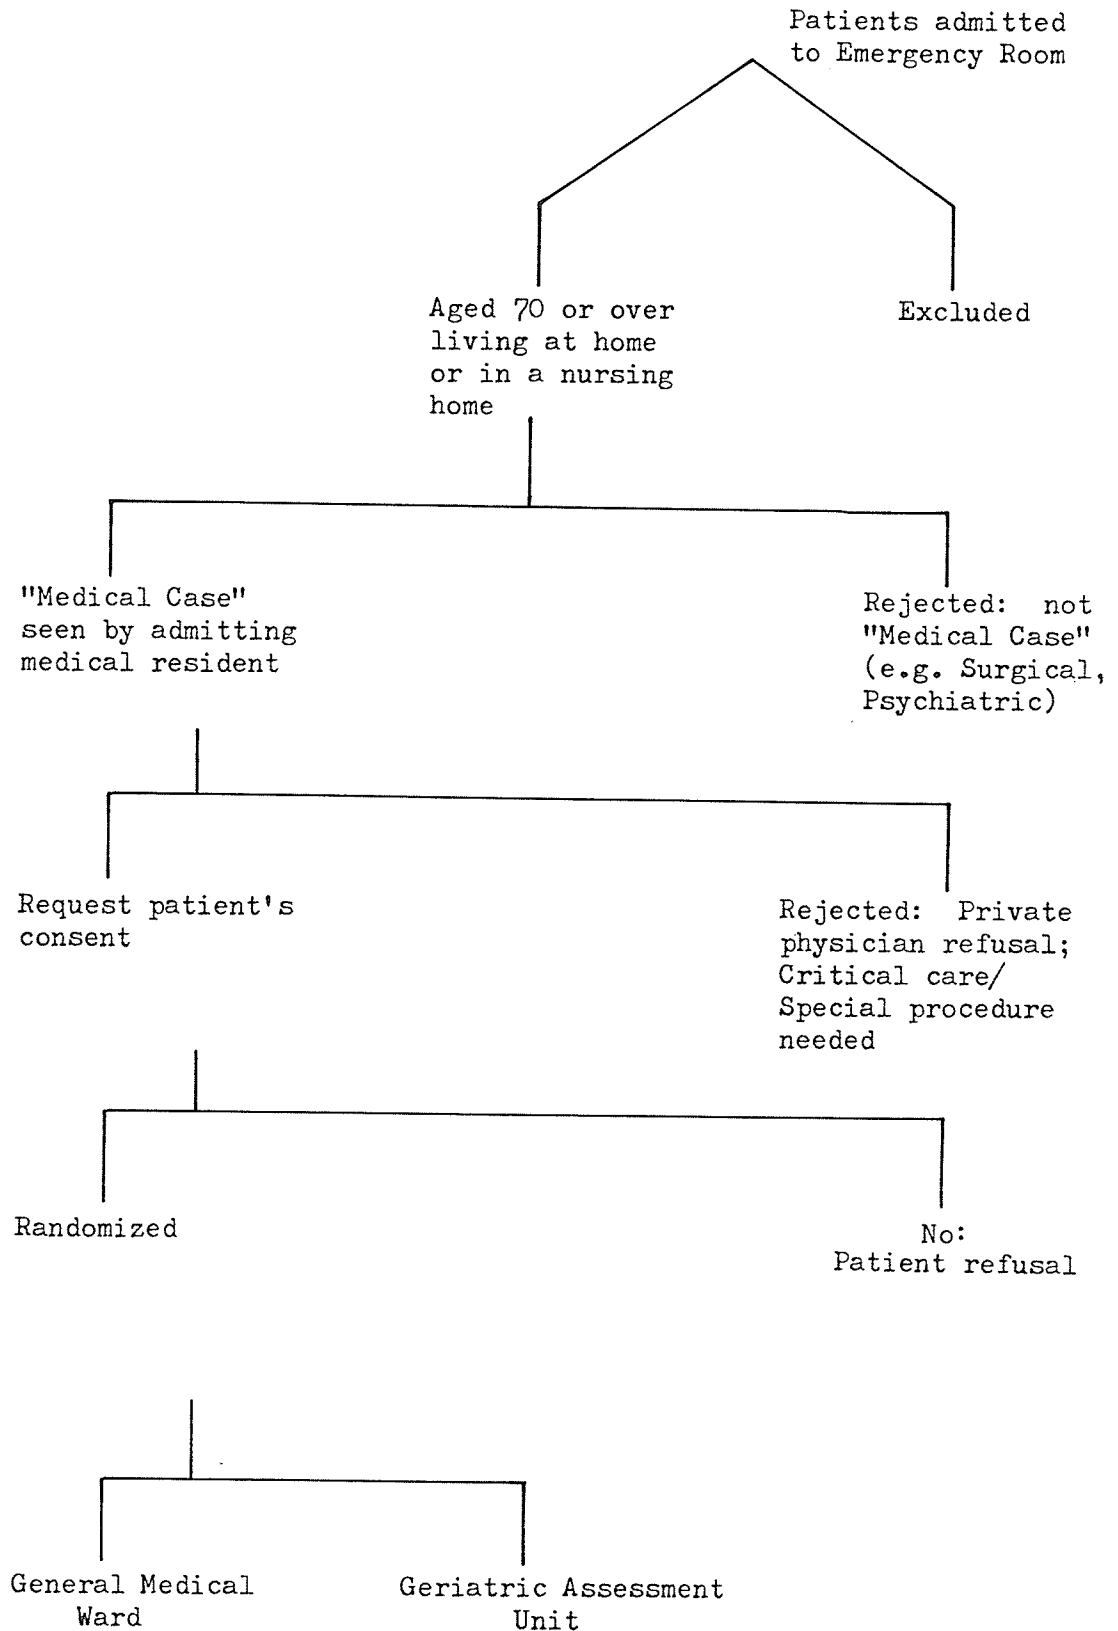 Patients admitted
to Emergency Room
Aged 70 or over
living at home
or in a nursing
home
Excluded
"Medical Case"
seen by admitting
medical resident
Rejected: not
"Medical Case"
(e.g. Surgical,
Psychiatric)
Request patient's
consent
Rejected: Private
physician refusal;
Critical care/
Special procedure
needed
Randomized
No:
Patient refusal
General Medical
Ward
Geriatric Assessment
Unit